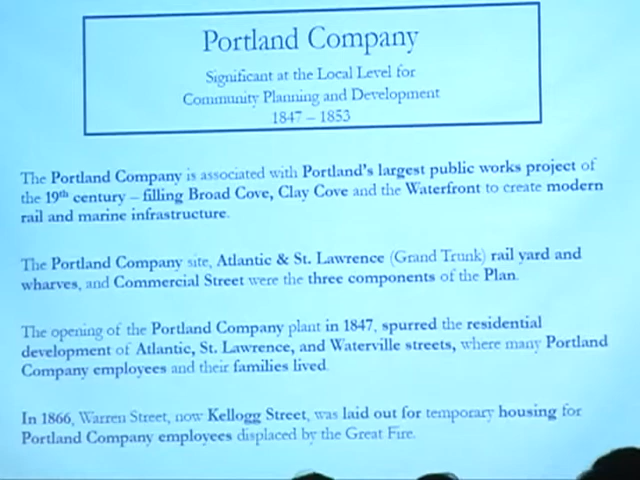 Portland Company
Significant at the Local Level for
Community Planning and Development
1847 – 1853
The Portland Company is associated with Portland's largest public works project of
the 19th century – filling Broad Cove, Clay Cove and the Waterfront to create modern
rail and marine infrastructure.
The Portland Company site, Atlantic & St. Lawrence (Grand Trunk) rail yard and
wharves, and Commercial Street were the three components of the Plan.
The opening of the Portland Company plant in 1847, spurred the residential
development of Atlantic, St. Lawrence, and Waterville streets, where many Portland
Company employees and their families lived.
In 1866, Warren Street, now Kellogg Street, was laid out for temporary housing for
Portland Company employees displaced by the Great Fire.